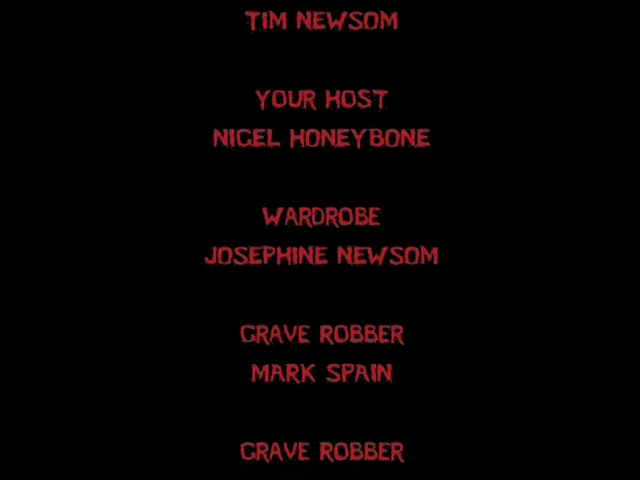 TIM NEWSOM
YOUR HOST
NIGEL HONEYBONE
WARDROBE
JOSEPHINE NEWSOM
GRAVE ROBBER
MARK SPAIN
GRAVE ROBBER